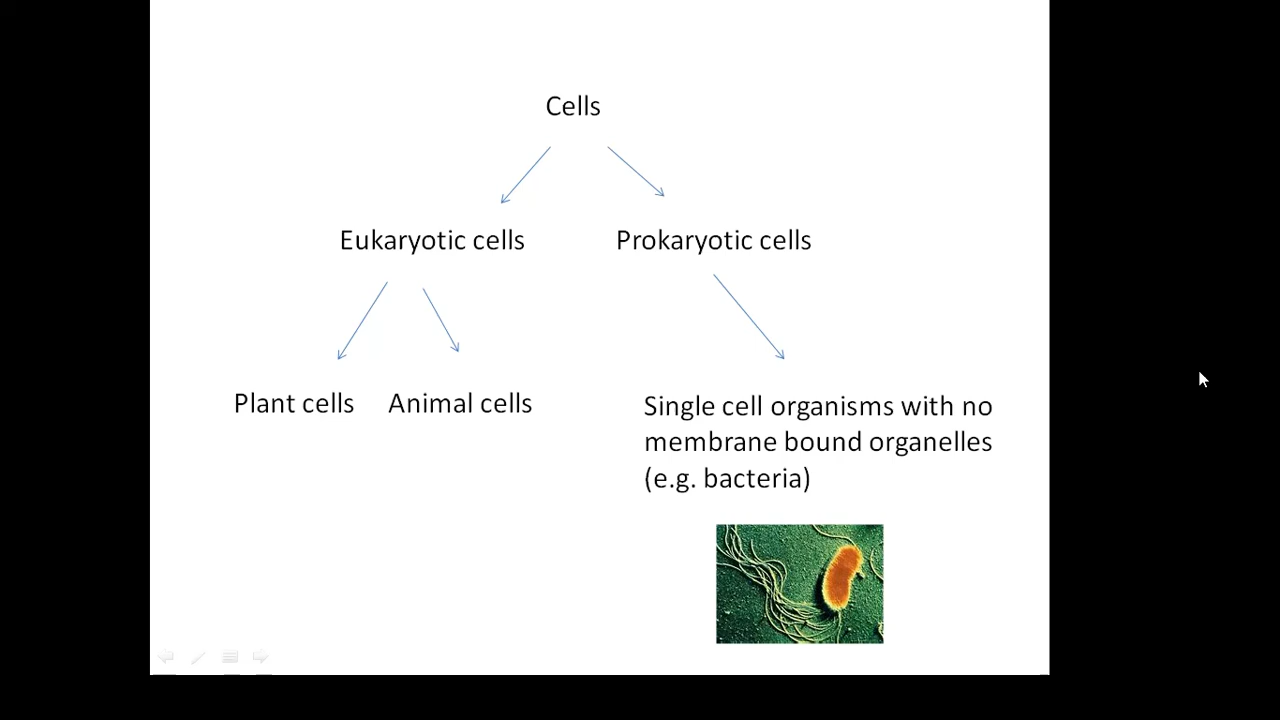 Cells
Eukaryotic cells
Prokaryotic cells
Plant cells
Animal cells
Single cell organisms with no
membrane bound organelles
(e.g. bacteria)